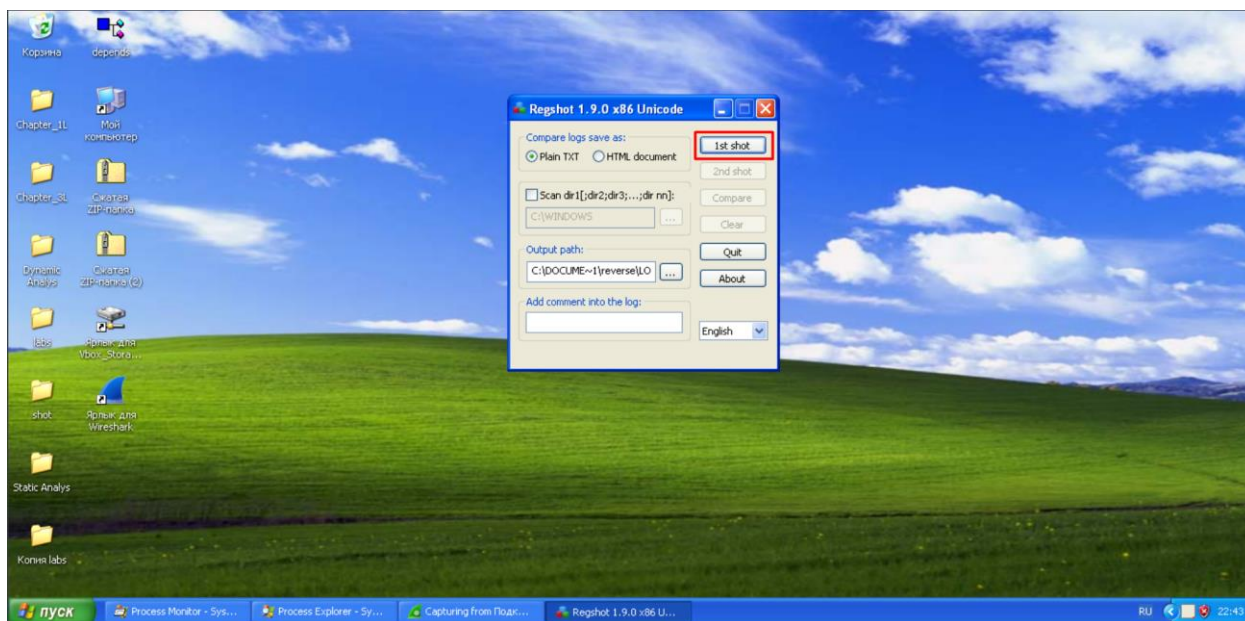 Корзина
depends
Chapter_1L
Мой
компьютер
Chapter_3L
Сжатая
ZIP-папка
Dynamic
Analys
Сжатая
ZIP-папка (2)
labs
Ярлык для
Vbox_Stora...
shot
Ярлык для
Wireshark
Static Analys
Копия labs
Regshot 1.9.0 x86 Unicode
Compare logs save as:
Plain TXT
HTML document
1st shot
2nd shot
Scan dir1[;dir2;dir3;...;dir nn]:
Compare
C:\WINDOWS
...
Clear
Output path:
Quit
C:\DOCUME~1\reverse\LO
...
About
Add comment into the log:
English
пуск
Process Monitor - Sys...
Process Explorer - Sy...
Capturing from Подк...
Regshot 1.9.0 x86 U...
RU
22:43